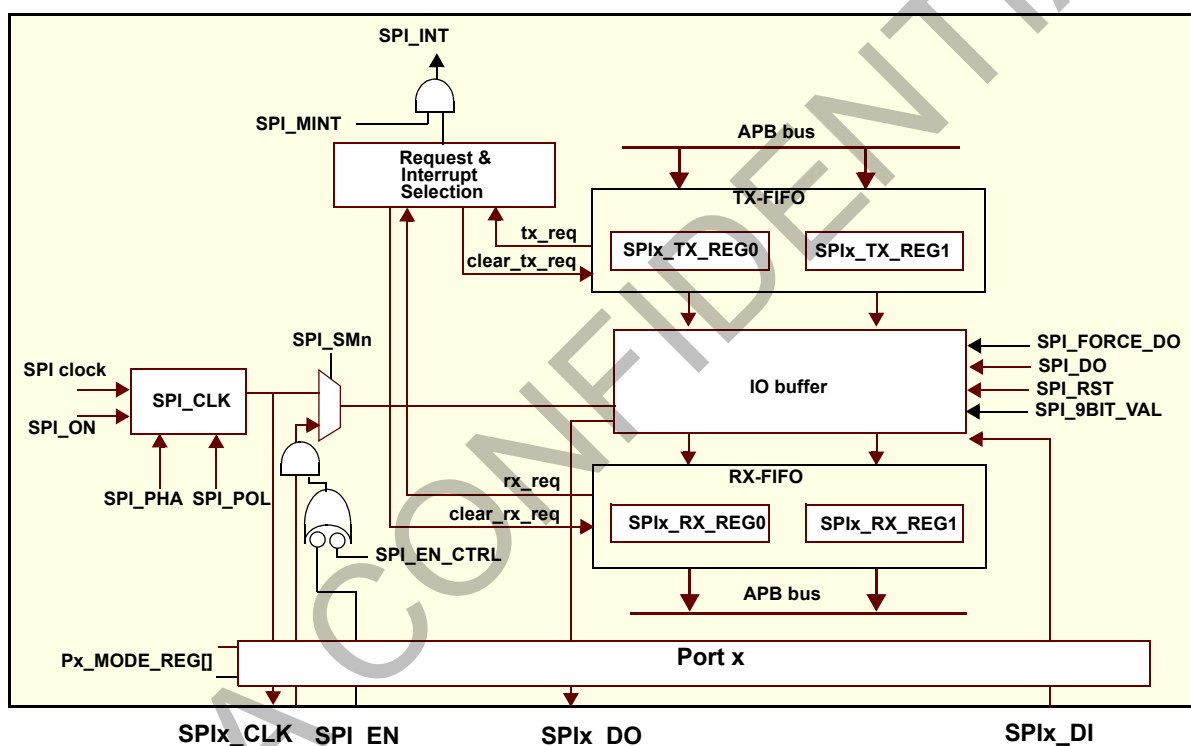 SPI_INT
SPI_MINT
Request &
Interrupt
Selection
APB bus
TX-FIFO
SPIx_TX_REG0
SPIx_TX_REG1
tx_req
clear_tx_req
SPI_SMn
SPI clock
SPI_ON
SPI_CLK
SPI_PHA
SPI_POL
IO buffer
SPI_FORCE_DO
SPI_DO
SPI_RST
SPI_9BIT_VAL
rx_req
clear_rx_req
RX-FIFO
SPIx_RX_REG0
SPIx_RX_REG1
SPI_EN_CTRL
APB bus
Px_MODE_REG[]
Port x
SPIx_CLK
SPI_EN
SPIx_DO
SPIx_DI
A CONFIDENTIA